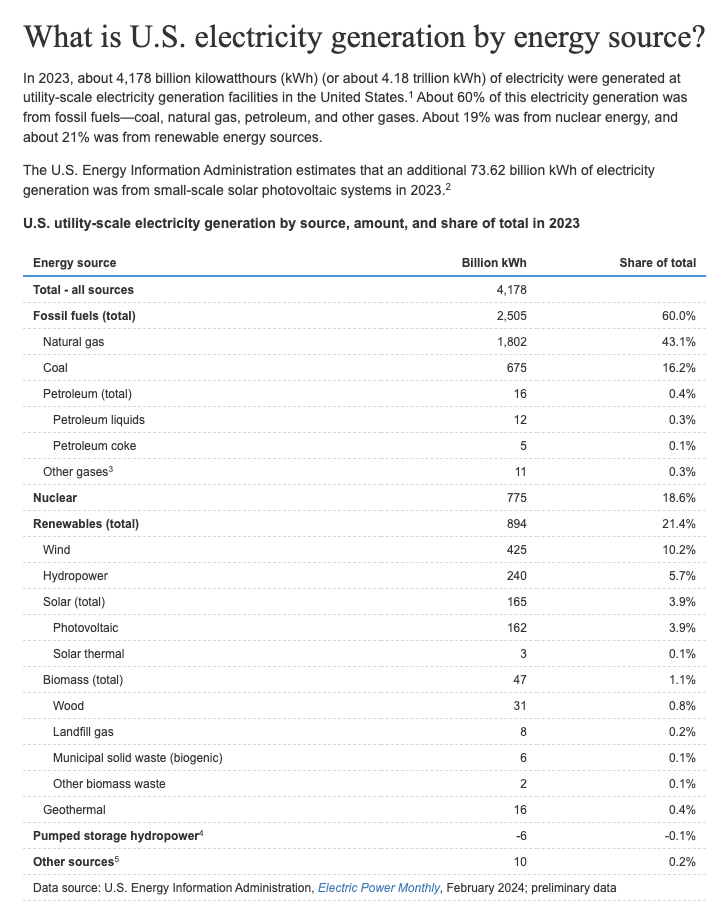 What is U.S. electricity generation by energy source?
In 2023, about 4,178 billion kilowatthours (kWh) (or about 4.18 trillion kWh) of electricity were generated at
utility-scale electricity generation facilities in the United States.1 About 60% of this electricity generation was
from fossil fuels—coal, natural gas, petroleum, and other gases. About 19% was from nuclear energy, and
about 21% was from renewable energy sources.
The U.S. Energy Information Administration estimates that an additional 73.62 billion kWh of electricity
generation was from small-scale solar photovoltaic systems in 2023.2
U.S. utility-scale electricity generation by source, amount, and share of total in 2023
Energy source Billion kWh Share of total
Total - all sources 4,178
Fossil fuels (total) 2,505 60.0%
Natural gas 1,802 43.1%
Coal 675 16.2%
Petroleum (total) 16 0.4%
Petroleum liquids 12 0.3%
Petroleum coke 5 0.1%
Other gases3 11 0.3%
Nuclear 775 18.6%
Renewables (total) 894 21.4%
Wind 425 10.2%
Hydropower 240 5.7%
Solar (total) 165 3.9%
Photovoltaic 162 3.9%
Solar thermal 3 0.1%
Biomass (total) 47 1.1%
Wood 31 0.8%
Landfill gas 8 0.2%
Municipal solid waste (biogenic) 6 0.1%
Other biomass waste 2 0.1%
Geothermal 16 0.4%
Pumped storage hydropower4 -6 -0.1%
Other sources5 10 0.2%
Data source: U.S. Energy Information Administration, Electric Power Monthly, February 2024; preliminary data